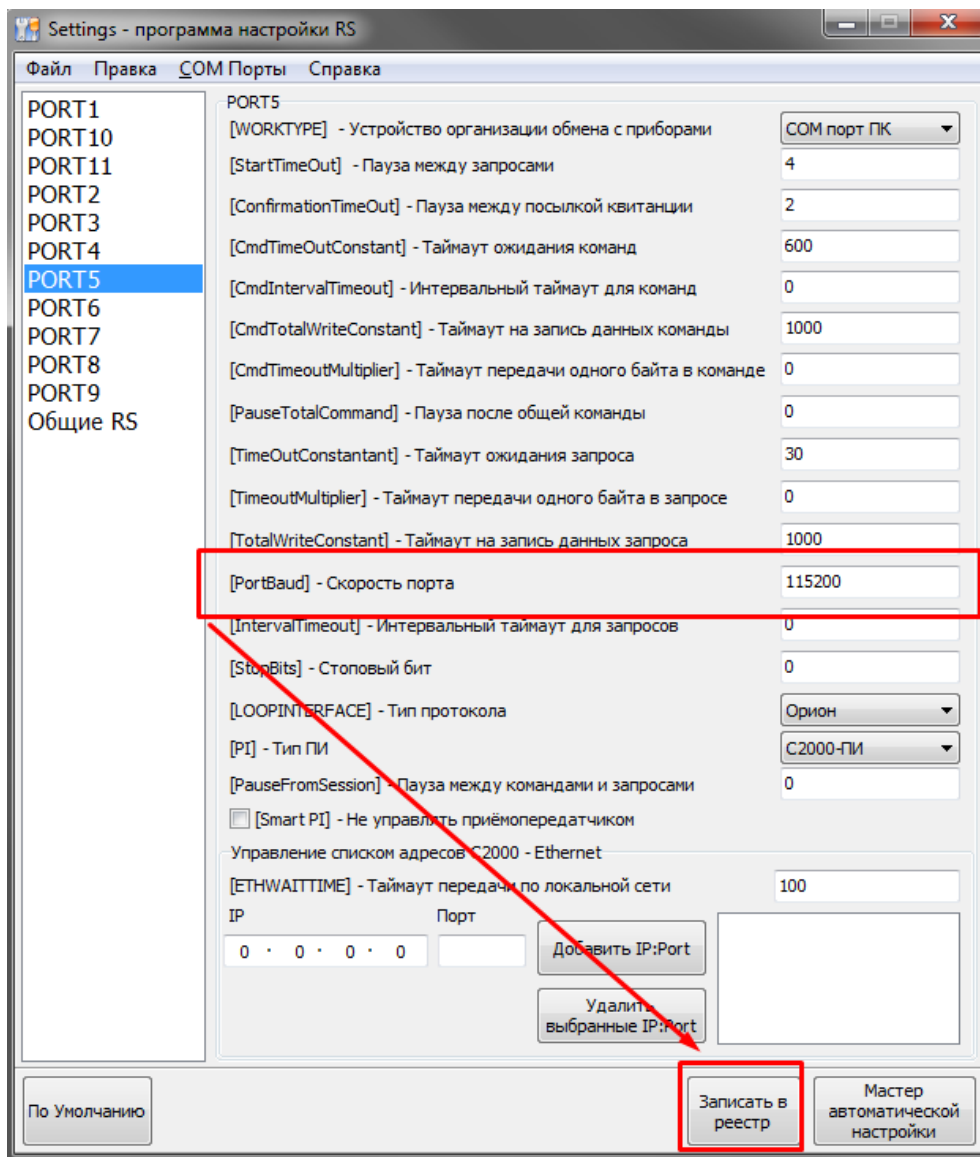 Settings - программа настройки RS
Файл Правка COM Порты Справка
PORT1
PORT10
PORT11
PORT2
PORT3
PORT4
PORT5
PORT6
PORT7
PORT8
PORT9
Общие RS
PORT5
[WORKTYPE] - Устройство организации обмена с приборами COM порт ПК
[StartTimeOut] - Пауза между запросами 4
[ConfirmationTimeOut] - Пауза между посылкой квитанции 2
[CmdTimeOutConstant] - Таймаут ожидания команд 600
[CmdIntervalTimeout] - Интервальный таймаут для команд 0
[CmdTotalWriteConstant] - Таймаут на запись данных команды 1000
[CmdTimeoutMultiplier] - Таймаут передачи одного байта в команде 0
[PauseTotalCommand] - Пауза после общей команды 0
[TimeOutConstantant] - Таймаут ожидания запроса 30
[TimeoutMultiplier] - Таймаут передачи одного байта в запросе 0
[TotalWriteConstant] - Таймаут на запись данных запроса 1000
[PortBaud] - Скорость порта 115200
[IntervalTimeout] - Интервальный таймаут для запросов 0
[StopBits] - Стоповый бит 0
[LOOPINTERFACE] - Тип протокола Орион
[PI] - Тип ПИ С2000-ПИ
[PauseFromSession] - Пауза между командами и запросами 0
[Smart PI] - Не управлять приёмопередатчиком
Управление списком адресов С2000 - Ethernet
[ETHWAITTIME] - Таймаут передачи по локальной сети 100
IP Порт
0 . 0 . 0 . 0
Добавить IP:Port
Удалить
выбранные IP:Port
По Умолчанию
Записать в
реестр
Мастер
автоматической
настройки